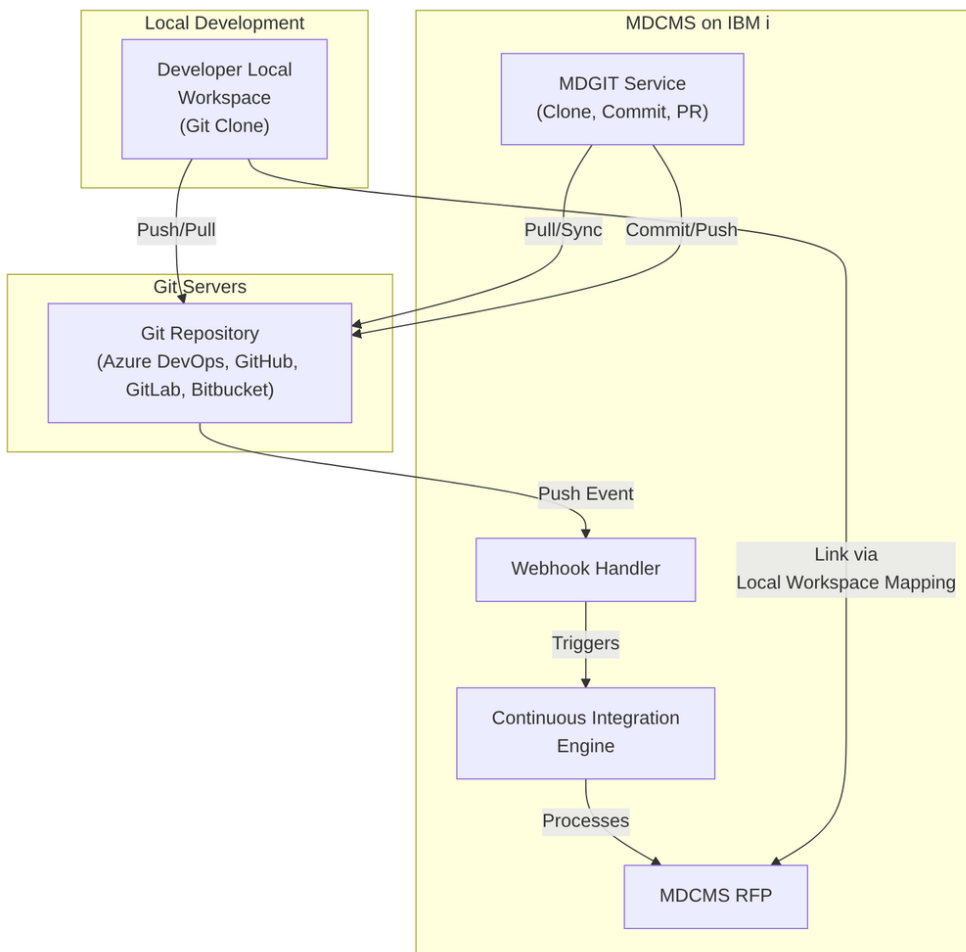 Local Development
MDCMS on IBM i
Developer Local
Workspace
(Git Clone)
MDGIT Service
(Clone, Commit, PR)
Push/Pull
Pull/Sync
Commit/Push
Git Servers
Git Repository
(Azure DevOps, GitHub,
GitLab, Bitbucket)
Push Event
Webhook Handler
Link via
Local Workspace Mapping
Triggers
Continuous Integration
Engine
Processes
MDCMS RFP